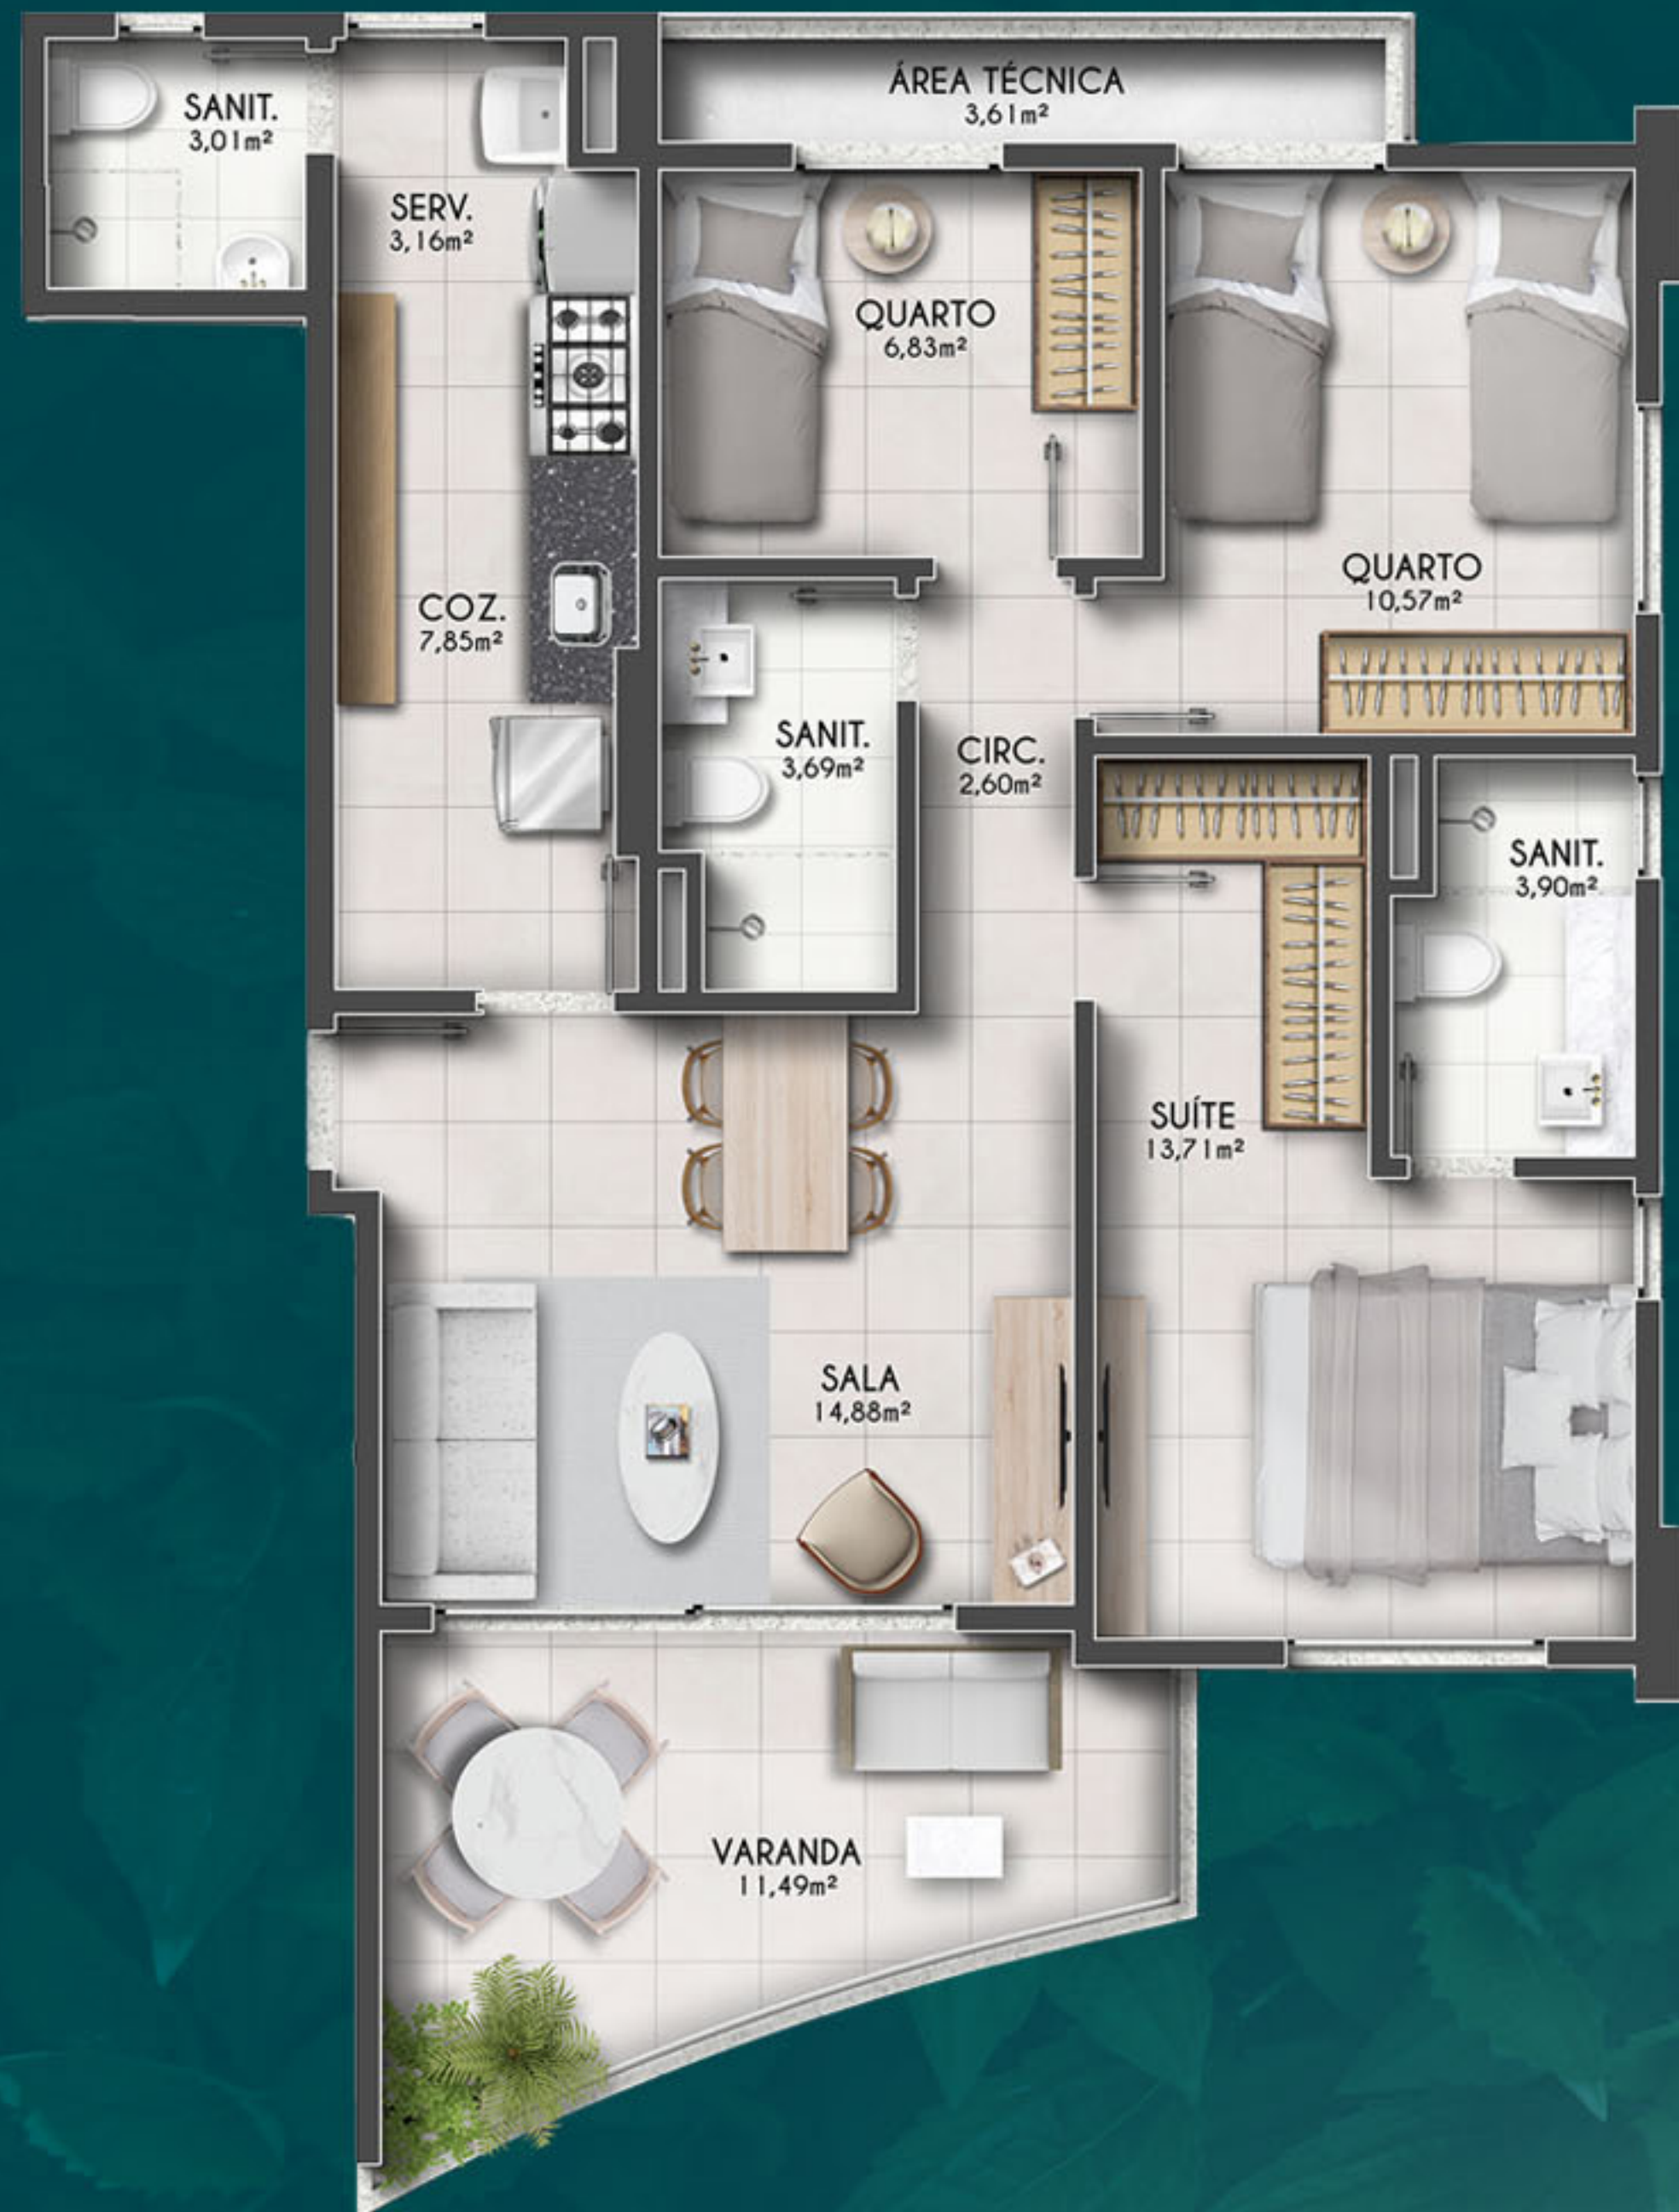 ÁREA TÉCNICA
3,61m²
SANIT.
3,01m²
SERV.
3,16m²
QUARTO
6,83m²
QUARTO
10,57m²
COZ.
7,85m²
SANIT.
3,69m²
CIRC.
2,60m²
SANIT.
3,90m²
SUÍTE
13,71m²
SALA
14,88m²
VARANDA
11,49m²